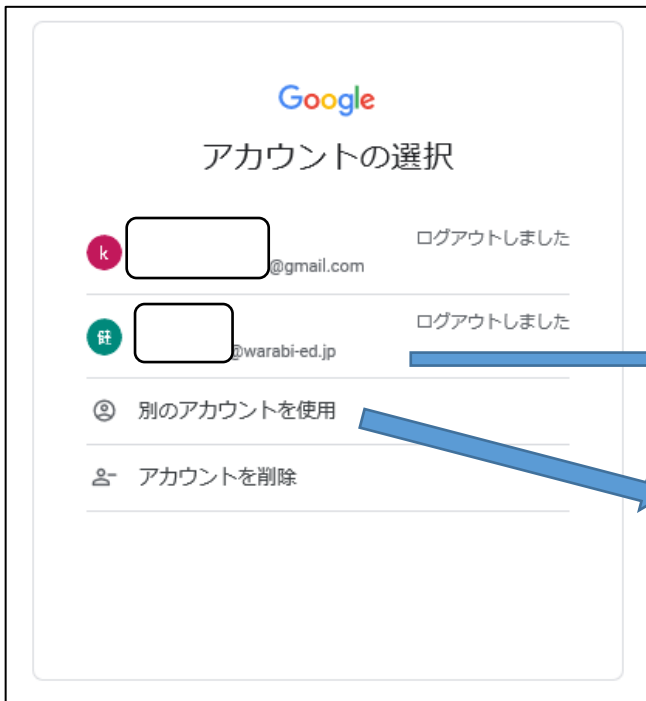 Google
アカウントの選択
k
ログアウトしました
@gmail.com
ログアウトしました
@warabi-ed.jp
別のアカウントを使用
アカウントを削除